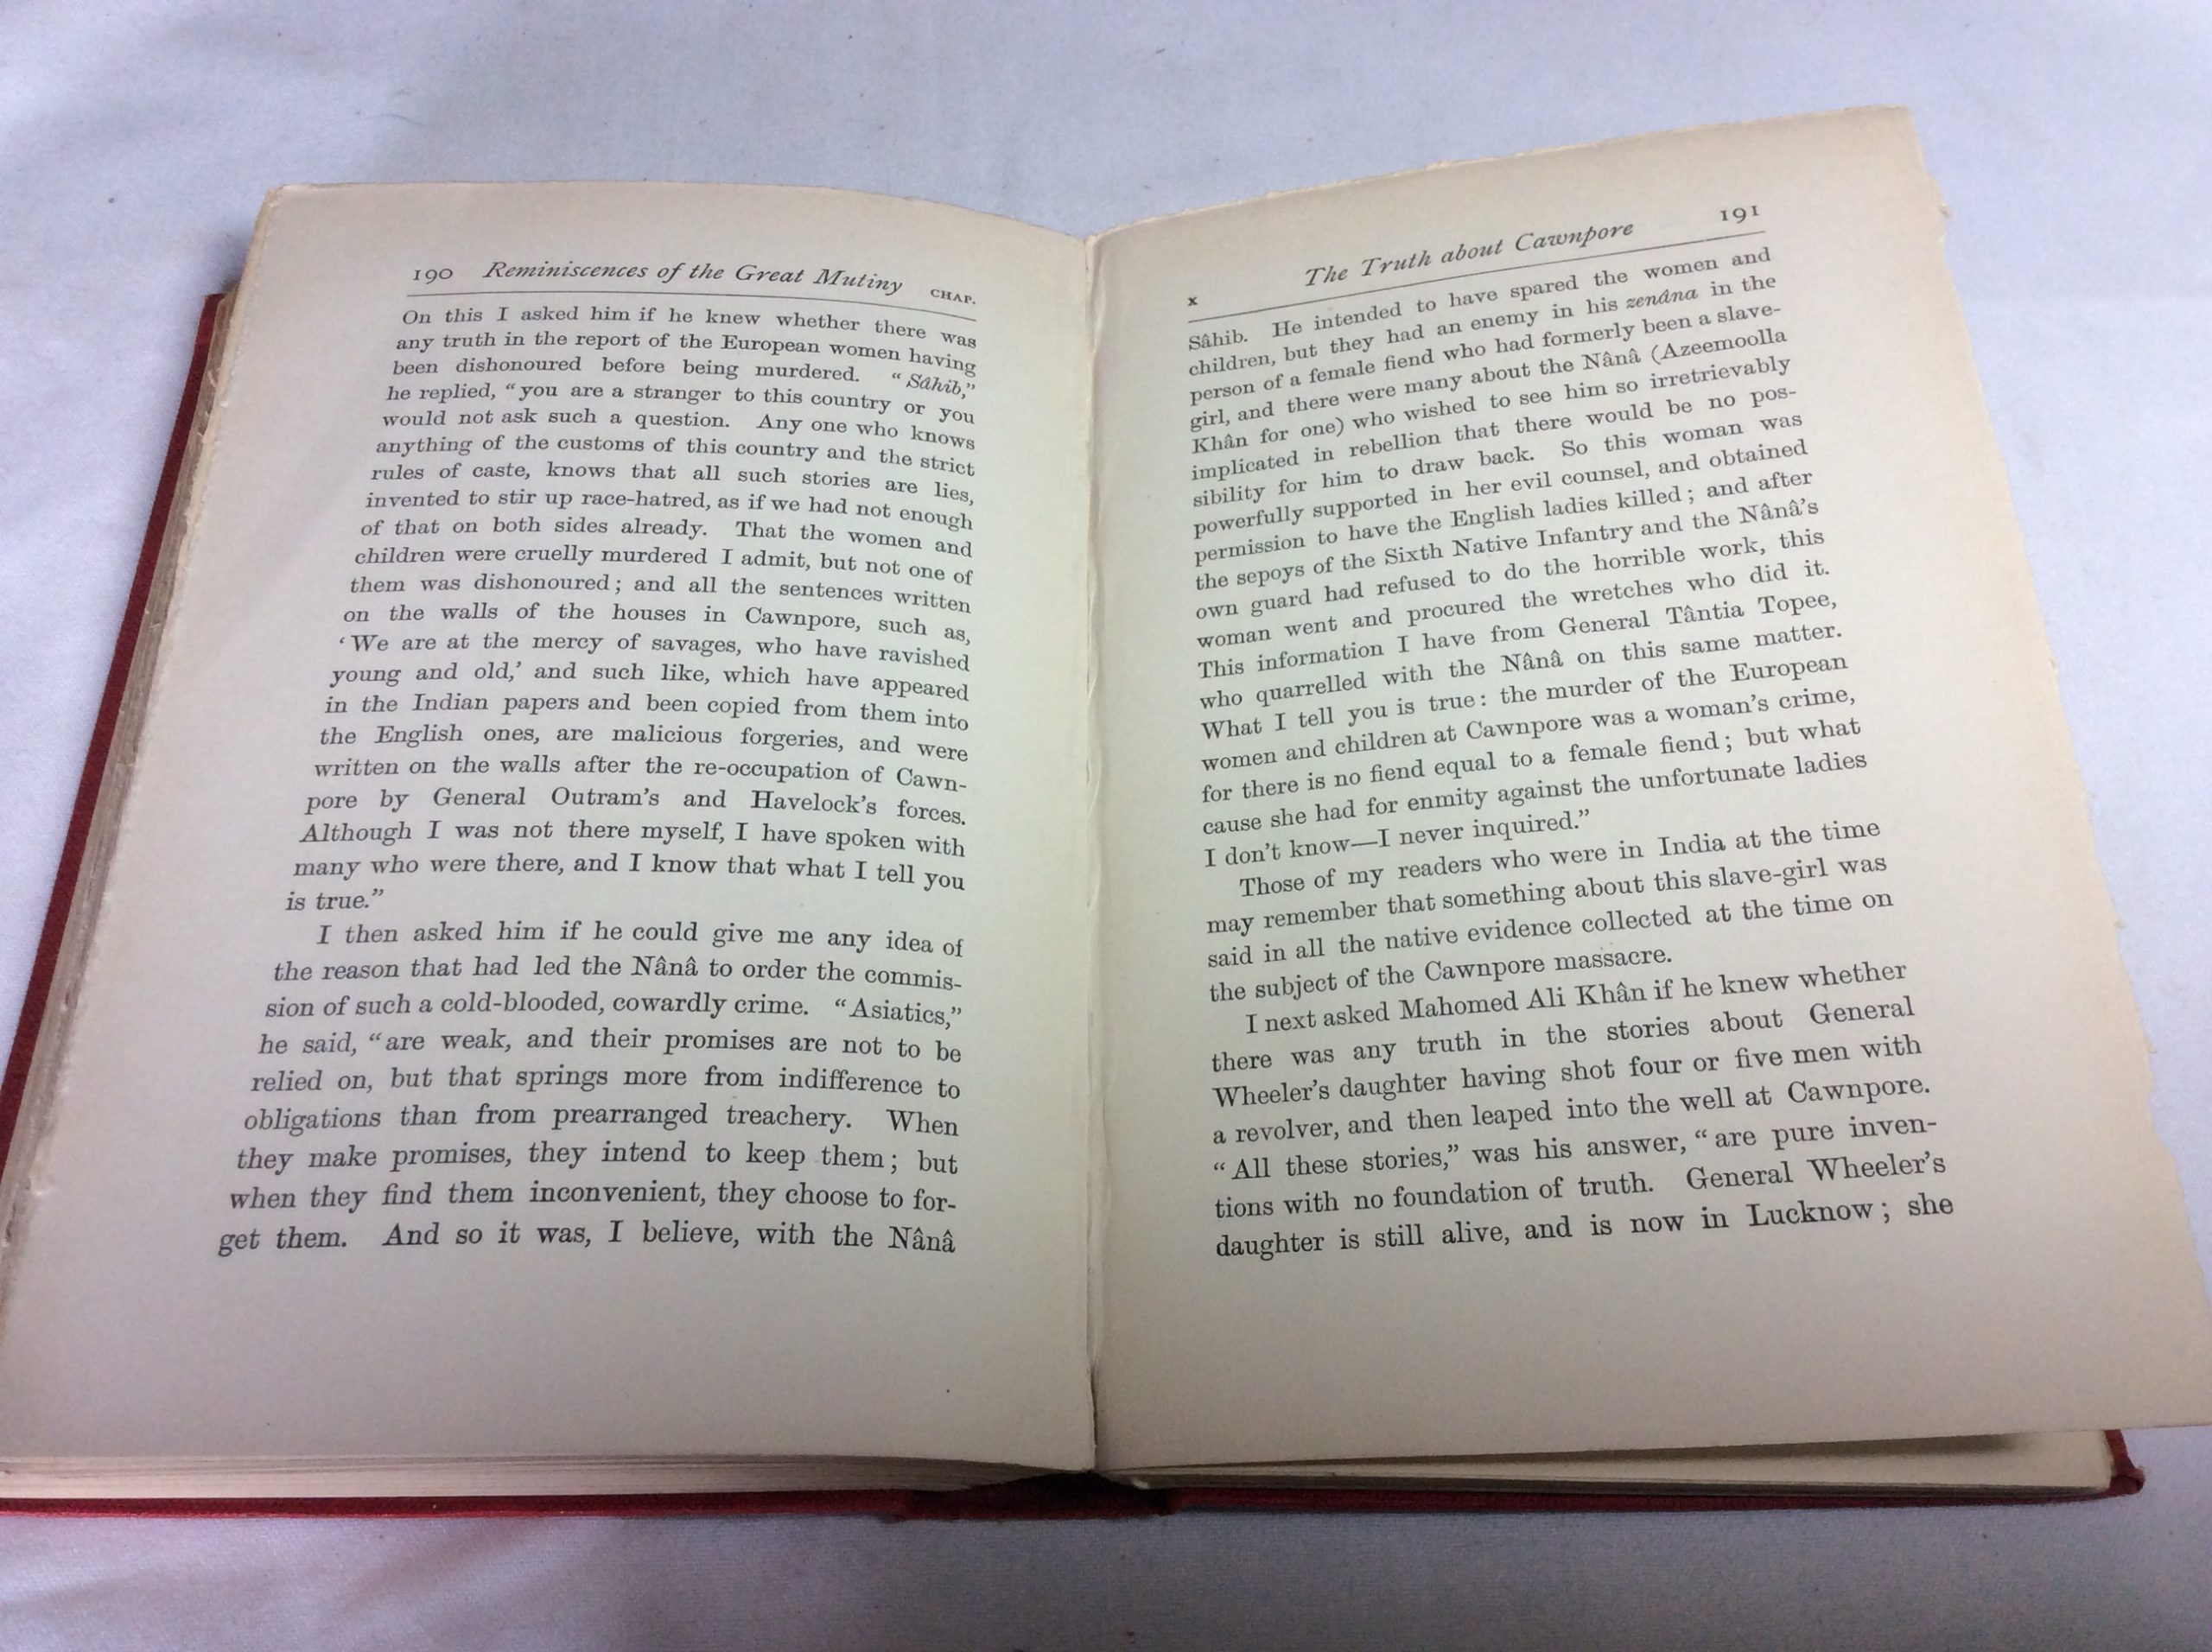 190 Reminiscences of the Great Mutiny CHAP.
On this I asked him if he knew whether there was
any truth in the report of the European women having
been dishonoured before being murdered. “Sâhib,”
he replied, “you are a stranger to this country or you
would not ask such a question. Any one who knows
anything of the customs of this country and the strict
rules of caste, knows that all such stories are lies,
invented to stir up race-hatred, as if we had not enough
of that on both sides already. That the women and
children were cruelly murdered I admit, but not one of
them was dishonoured; and all the sentences written
on the walls of the houses in Cawnpore, such as,
‘We are at the mercy of savages, who have ravished
young and old,’ and such like, which have appeared
in the Indian papers and been copied from them into
the English ones, are malicious forgeries, and were
written on the walls after the re-occupation of Cawn-
pore by General Outram’s and Havelock’s forces.
Although I was not there myself, I have spoken with
many who were there, and I know that what I tell you
is true.”
I then asked him if he could give me any idea of
the reason that had led the Nânâ to order the commis-
sion of such a cold-blooded, cowardly crime. “Asiatics,”
he said, “are weak, and their promises are not to be
relied on, but that springs more from indifference to
obligations than from prearranged treachery. When
they make promises, they intend to keep them; but
when they find them inconvenient, they choose to for-
get them. And so it was, I believe, with the Nânâ
x The Truth about Cawnpore 191
Sâhib. He intended to have spared the women and
children, but they had an enemy in his zenâna in the
person of a female fiend who had formerly been a slave-
girl, and there were many about the Nânâ (Azeemoolla
Khân for one) who wished to see him so irretrievably
implicated in rebellion that there would be no pos-
sibility for him to draw back. So this woman was
powerfully supported in her evil counsel, and obtained
permission to have the English ladies killed; and after
the sepoys of the Sixth Native Infantry and the Nânâ’s
own guard had refused to do the horrible work, this
woman went and procured the wretches who did it.
This information I have from General Tântia Topee,
who quarrelled with the Nânâ on this same matter.
What I tell you is true: the murder of the European
women and children at Cawnpore was a woman’s crime,
for there is no fiend equal to a female fiend; but what
cause she had for enmity against the unfortunate ladies
I don’t know—I never inquired.”
Those of my readers who were in India at the time
may remember that something about this slave-girl was
said in all the native evidence collected at the time on
the subject of the Cawnpore massacre.
I next asked Mahomed Ali Khân if he knew whether
there was any truth in the stories about General
Wheeler’s daughter having shot four or five men with
a revolver, and then leaped into the well at Cawnpore.
“All these stories,” was his answer, “are pure inven-
tions with no foundation of truth. General Wheeler’s
daughter is still alive, and is now in Lucknow; she